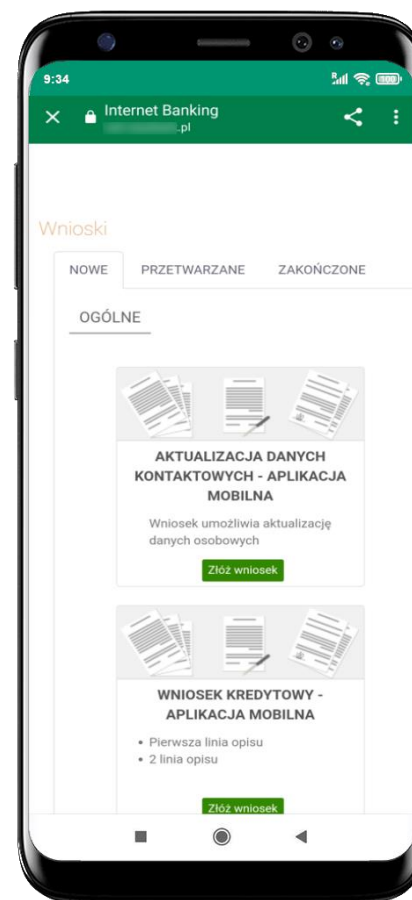 9:34
R
100
Internet Banking
.pl
Wnioski
NOWE PRZETWARZANE ZAKOŃCZONE
OGÓLNE
AKTUALIZACJA DANYCH
KONTAKTOWYCH - APLIKACJA
MOBILNA
Wniosek umożliwia aktualizację
danych osobowych
Złóż wniosek
WNIOSEK KREDYTOWY -
APLIKACJA MOBILNA
• Pierwsza linia opisu
• 2 linia opisu
Złóż wniosek